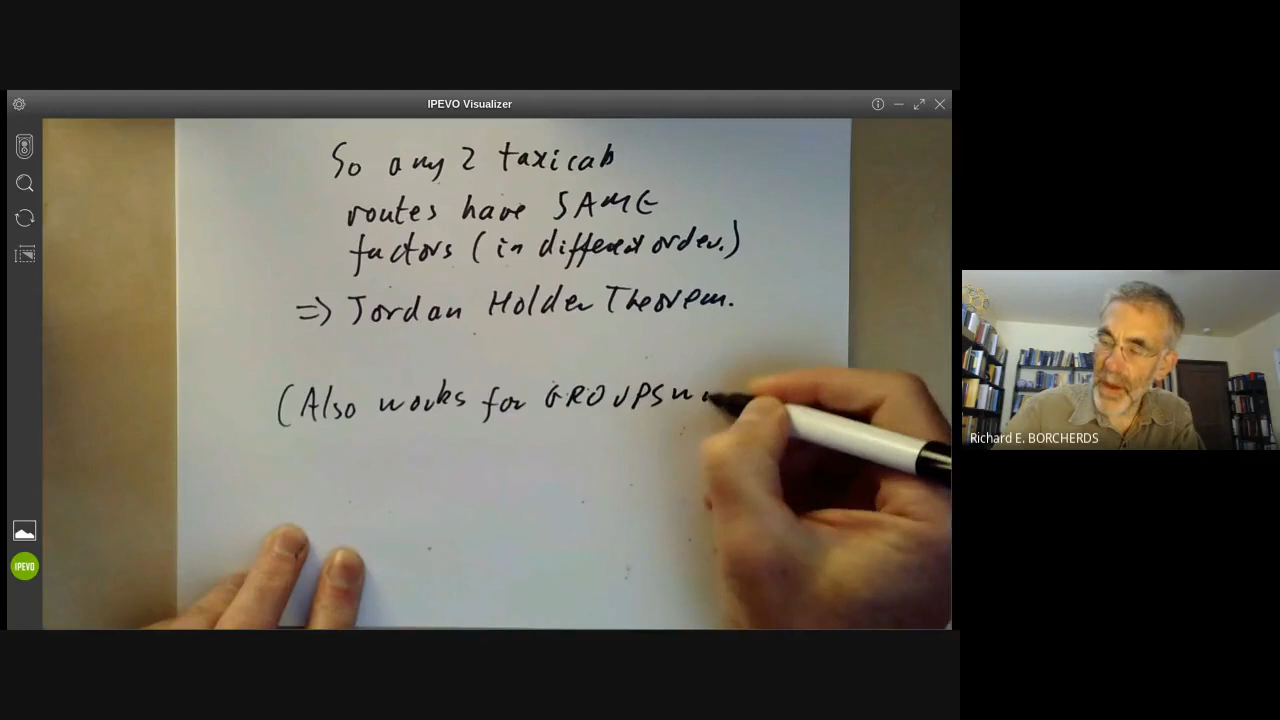 IPEVO Visualizer
So any 2 taxicab
routes have SAME
factors (in different order.)
=> Jordan Holder Theorem.
(Also works for GROUPS
IPEVO
Richard E. BORCHERDS